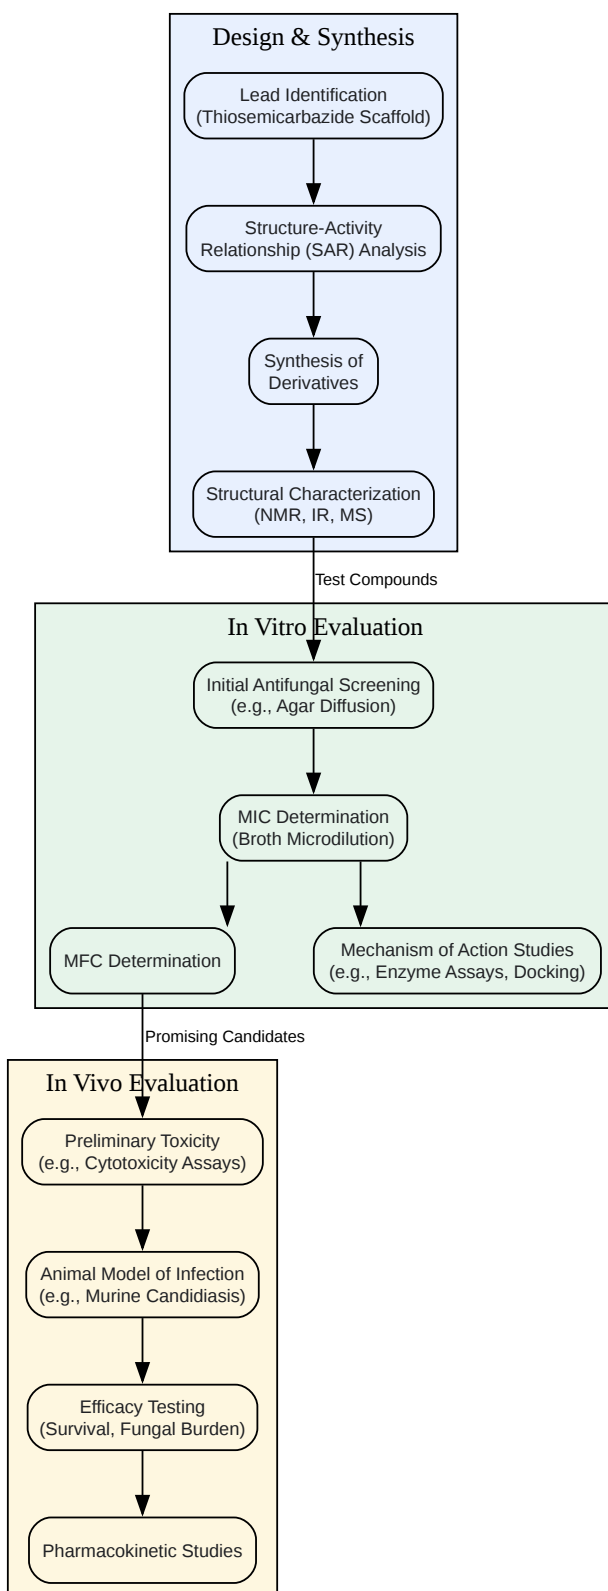 Design & Synthesis
Lead Identification
(Thiosemicarbazide Scaffold)
Structure-Activity
Relationship (SAR) Analysis
Synthesis of
Derivatives
Structural Characterization
(NMR, IR, MS)
Test Compounds
In Vitro Evaluation
Initial Antifungal Screening
(e.g., Agar Diffusion)
MIC Determination
(Broth Microdilution)
MFC Determination
Mechanism of Action Studies
(e.g., Enzyme Assays, Docking)
Promising Candidates
In Vivo Evaluation
Preliminary Toxicity
(e.g., Cytotoxicity Assays)
Animal Model of Infection
(e.g., Murine Candidiasis)
Efficacy Testing
(Survival, Fungal Burden)
Pharmacokinetic Studies